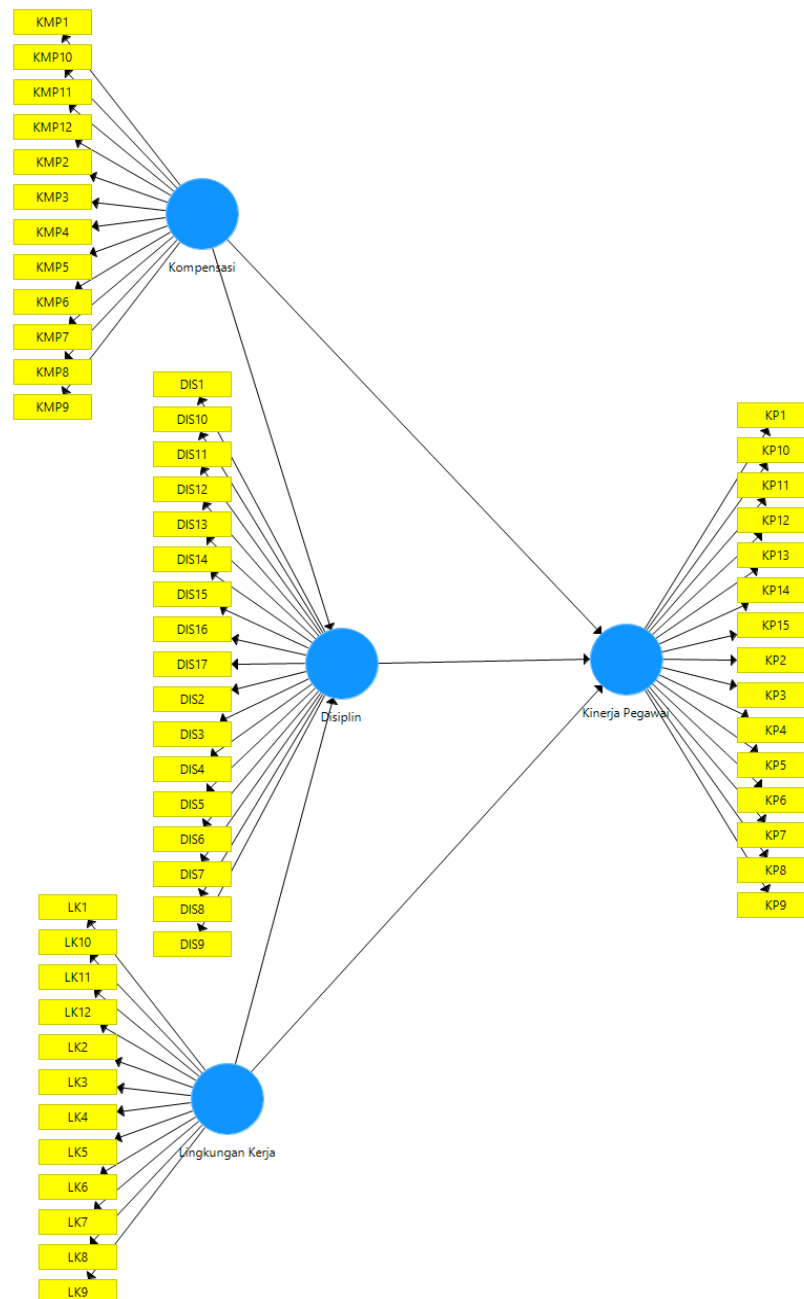 KMP1
KMP10
KMP11
KMP12
KMP2
KMP3
KMP4
KMP5
KMP6
KMP7
KMP8
KMP9
Kompensasi
DIS1
DIS10
DIS11
DIS12
DIS13
DIS14
DIS15
DIS16
DIS17
DIS2
DIS3
DIS4
DIS5
DIS6
DIS7
DIS8
DIS9
Disiplin
KP1
KP10
KP11
KP12
KP13
KP14
KP15
KP2
KP3
KP4
KP5
KP6
KP7
KP8
KP9
Kinerja Pegawai
LK1
LK10
LK11
LK12
LK2
LK3
LK4
LK5
LK6
LK7
LK8
LK9
Lingkungan Kerja